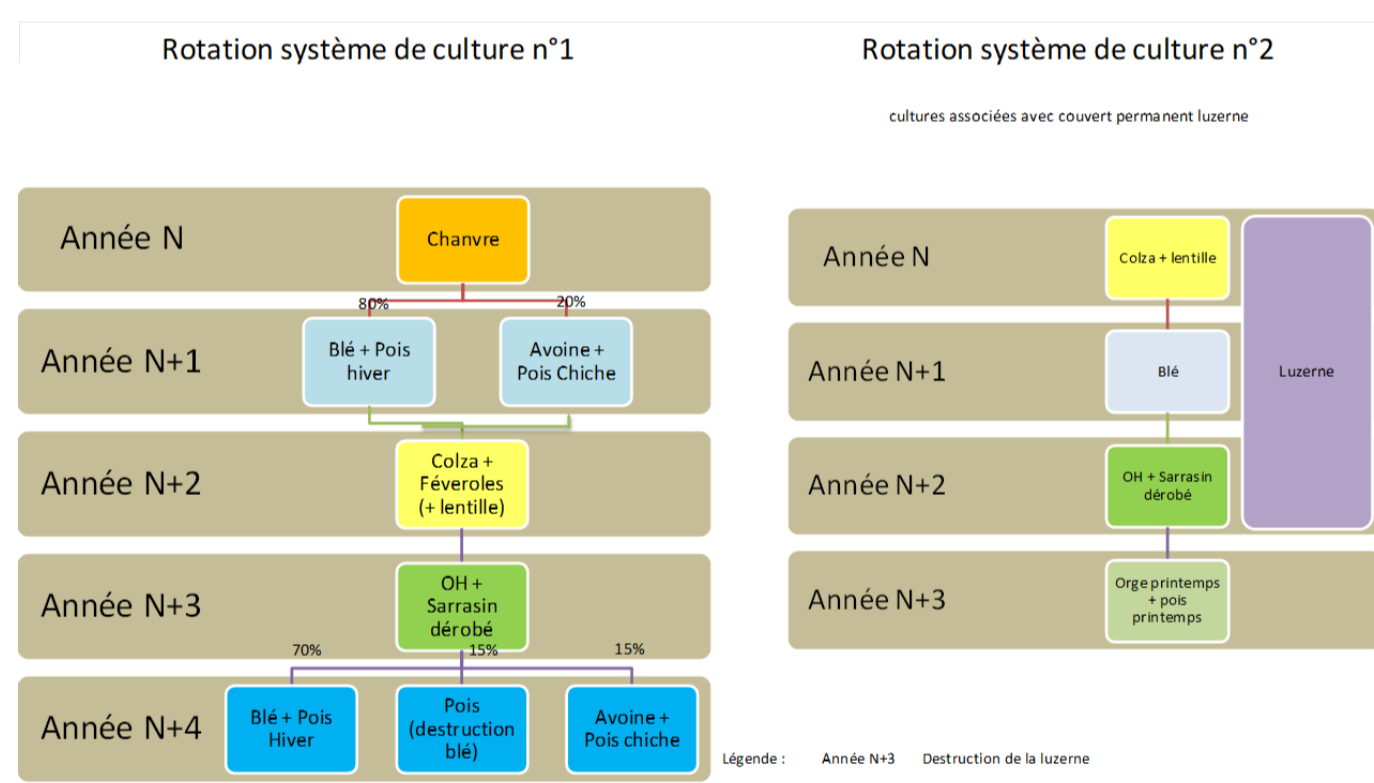 Rotation système de culture n°1
Année N
Chanvre
80%
20%
Année N+1
Blé + Pois
hiver
Avoine +
Pois Chiche
Année N+2
Colza +
Féveroles
(+ lentille)
Année N+3
OH +
Sarrasin
dérobé
70%
15%
15%
Année N+4
Blé + Pois
Hiver
Pois
(destruction
blé)
Avoine +
Pois chiche
Rotation système de culture n°2
cultures associées avec couvert permanent luzerne
Année N
Colza + lentille
Luzerne
Année N+1
Blé
Année N+2
OH + Sarrasin
dérobé
Année N+3
Orge printemps
+ pois
printemps
Légende : Année N+3 Destruction de la luzerne